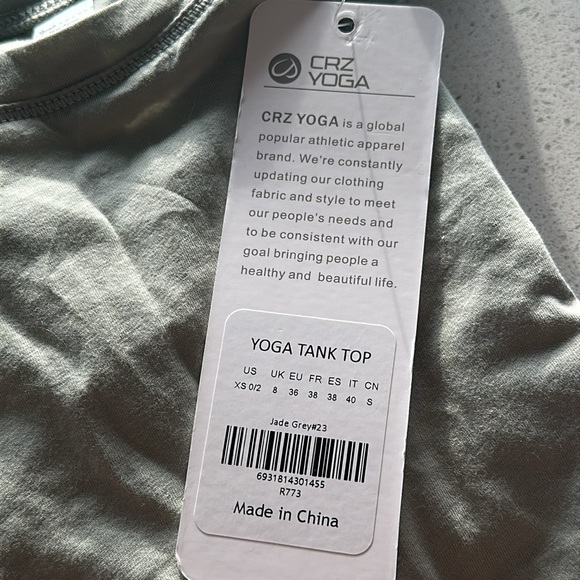 CRZ
YOGA
CRZ YOGA is a global
popular athletic apparel
brand. We're constantly
updating our clothing
fabric and style to meet
our people's needs and
to be consistent with our
goal bringing people a
healthy and beautiful life.
YOGA TANK TOP
US UK EU FR ES IT CN
XS 0/2 8 36 38 38 40 S
Jade Grey#23
6931814301455
R773
Made in China